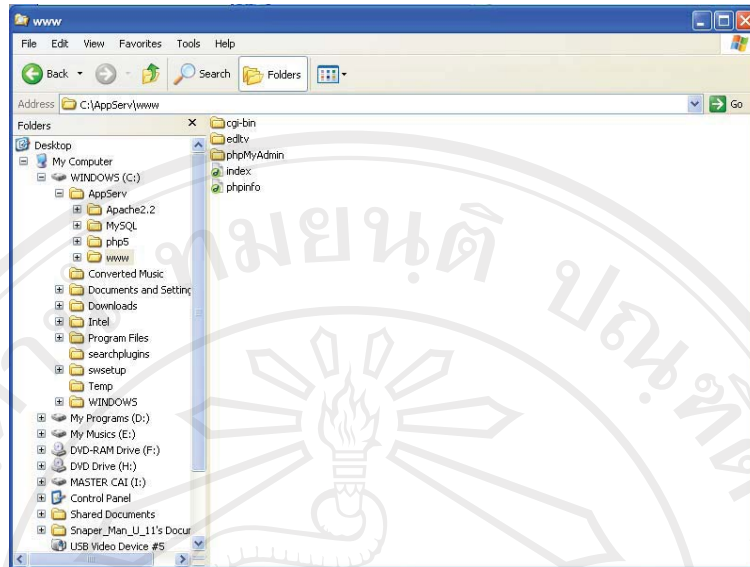 www
File Edit View Favorites Tools Help
Back Search Folders
Address C:\AppServ\www Go
Folders
Desktop
My Computer
WINDOWS (C:)
AppServ
Apache2.2
MySQL
php5
www
Converted Music
Documents and Setting
Downloads
Intel
Program Files
searchplugins
swsetup
Temp
WINDOWS
My Programs (D:)
My Musics (E:)
DVD-RAM Drive (F:)
DVD Drive (H:)
MASTER CAI (I:)
Control Panel
Shared Documents
Snaper_Man_U_11's Docur
USB Video Device #5
cgi-bin
edltv
phpMyAdmin
index
phpinfo